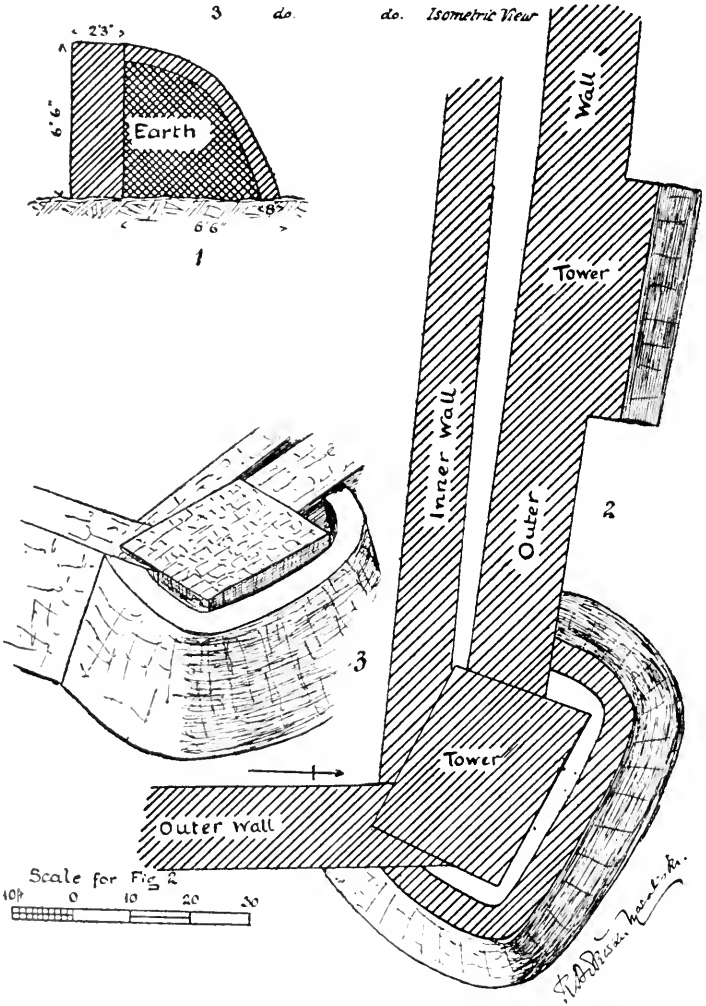 3 do. do. Isometric View
2'3"
6'6"
Earth
8"
6'6"
1
Wall
Tower
Inner Wall
Outer
2
3
Tower
Outer Wall
Scale for Fig 2
10ft 0 10 20 30